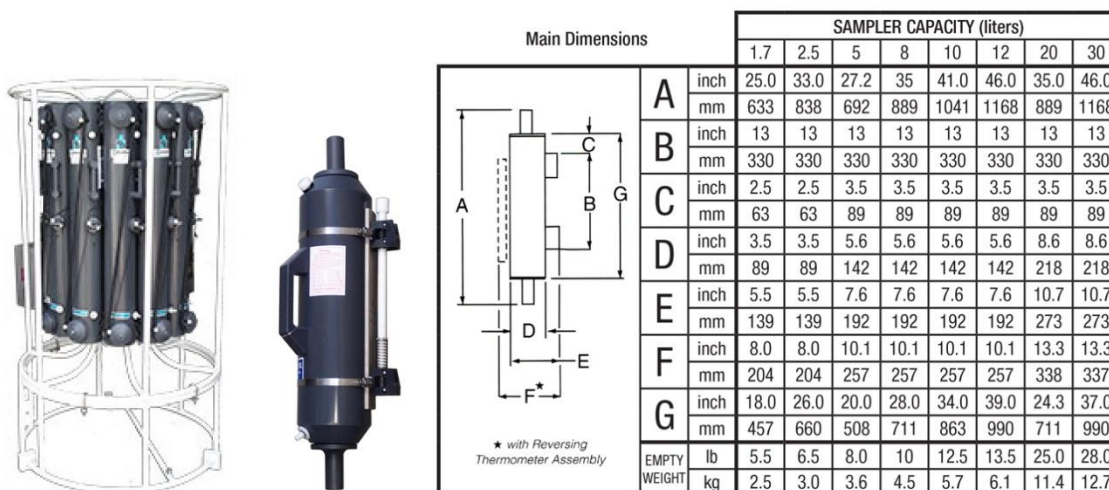 Main Dimensions
SAMPLER CAPACITY (liters)
1.7 2.5 5 8 10 12 20 30
A inch 25.0 33.0 27.2 35 41.0 46.0 35.0 46.0
mm 633 838 692 889 1041 1168 889 1168
B inch 13 13 13 13 13 13 13 13
mm 330 330 330 330 330 330 330 330
C inch 2.5 2.5 3.5 3.5 3.5 3.5 3.5 3.5
mm 63 63 89 89 89 89 89 89
D inch 3.5 3.5 5.6 5.6 5.6 5.6 8.6 8.6
mm 89 89 142 142 142 142 218 218
E inch 5.5 5.5 7.6 7.6 7.6 7.6 10.7 10.7
mm 139 139 192 192 192 192 273 273
F inch 8.0 8.0 10.1 10.1 10.1 10.1 13.3 13.3
mm 204 204 257 257 257 257 338 337
G inch 18.0 26.0 20.0 28.0 34.0 39.0 24.3 37.0
mm 457 660 508 711 863 990 711 990
EMPTY WEIGHT lb 5.5 6.5 8.0 10 12.5 13.5 25.0 28.0
kg 2.5 3.0 3.6 4.5 5.7 6.1 11.4 12.7
C
A
B
G
D
E
F★
★ with Reversing
Thermometer Assembly